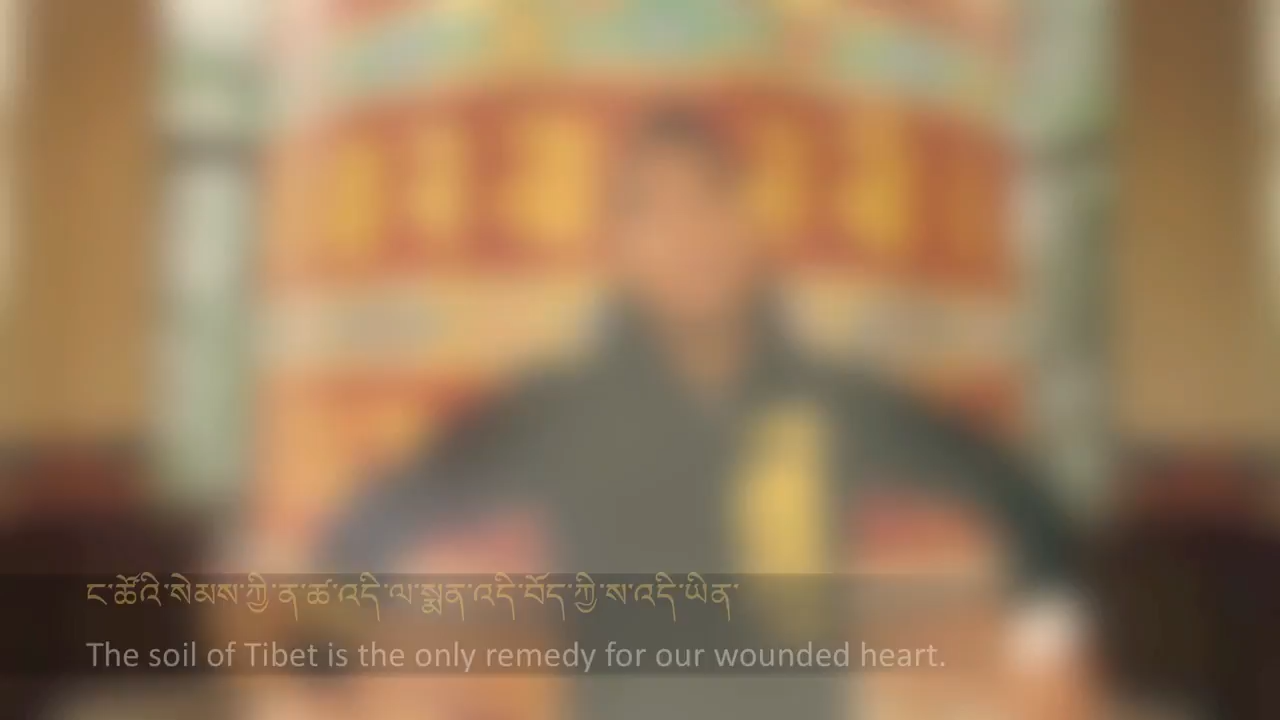 ང་ཚོའི་སེམས་ཀྱི་ན་ཚ་འདི་ལ་སྨན་འདི་བོད་ཀྱི་ས་འདི་ཡིན་
The soil of Tibet is the only remedy for our wounded heart.